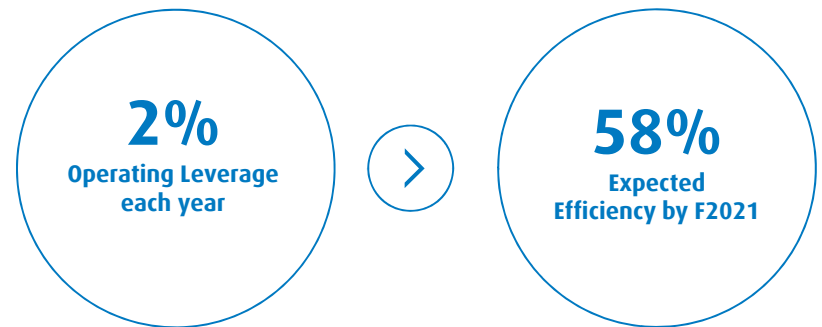 2%
Operating Leverage
each year
58%
Expected
Efficiency by F2021